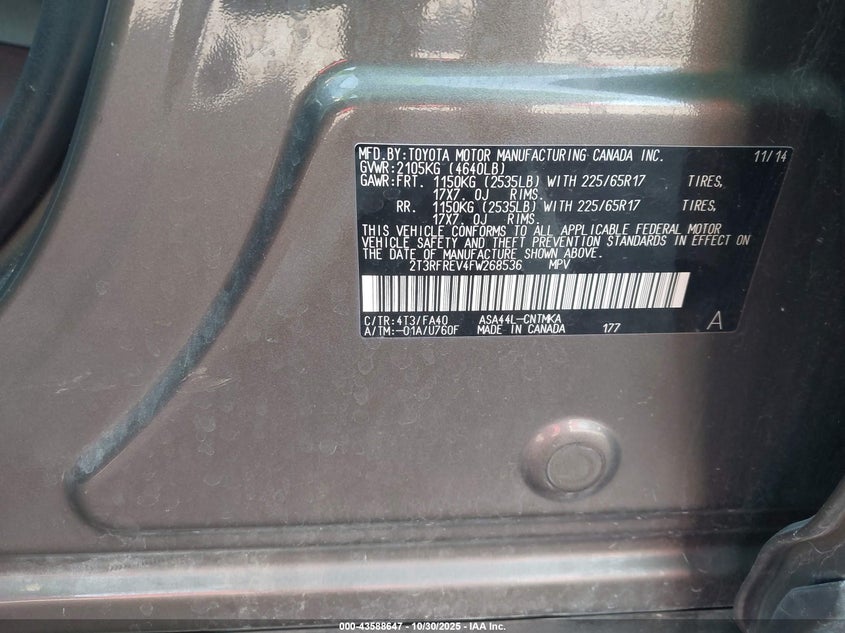 MFD.BY:TOYOTA MOTOR MANUFACTURING CANADA INC. 11/14
GVWR:2105KG (4640LB)
GAWR:FRT. 1150KG (2535LB) WITH 225/65R17 TIRES,
17X7.0J RIMS.
RR. 1150KG (2535LB) WITH 225/65R17 TIRES,
17X7.0J RIMS.
THIS VEHICLE CONFORMS TO ALL APPLICABLE FEDERAL MOTOR
VEHICLE SAFETY AND THEFT PREVENTION STANDARDS IN EFFECT ON
THE DATE OF MANUFACTURE SHOWN ABOVE.
2T3RFREV4FW268536 MPV
C/TR:4T3/FA40 ASA44L-CNTMKA
A/TM:-01A/U760F MADE IN CANADA 177 A
000-43588647 - 10/30/2025 - IAA Inc.